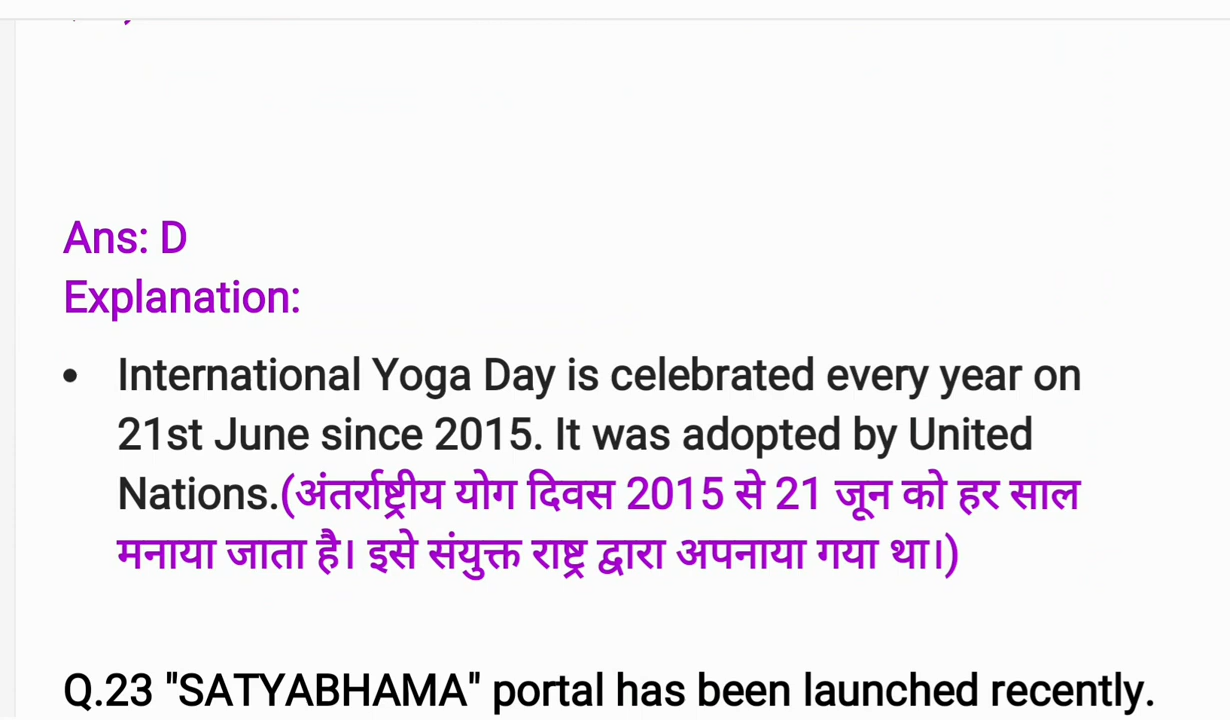 Ans: D
Explanation:
• International Yoga Day is celebrated every year on
21st June since 2015. It was adopted by United
Nations.(अंतर्राष्ट्रीय योग दिवस 2015 से 21 जून को हर साल
मनाया जाता है। इसे संयुक्त राष्ट्र द्वारा अपनाया गया था।)
Q.23 "SATYABHAMA" portal has been launched recently.